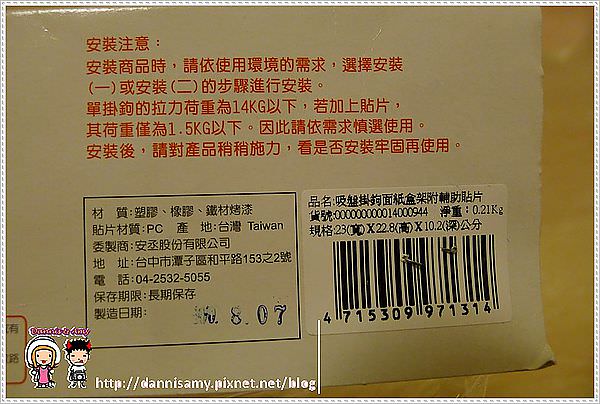 安裝注意：
安裝商品時，請依使用環境的需求，選擇安裝
(一)或安裝(二)的步驟進行安裝。
單掛鉤的拉力荷重為14KG以下，若加上貼片，
其荷重僅為1.5KG以下。因此請依需求慎選使用。
安裝後，請對產品稍稍施力，看是否安裝牢固再使用。
材　質：塑膠、橡膠、鐵材烤漆
貼片材質：PC　產　地：台灣 Taiwan
委製商：安丞股份有限公司
地　址：台中市潭子區和平路153之2號
電　話：04-2532-5055
保存期限：長期保存
製造日期：
品名：吸盤掛鉤面紙盒架附輔助貼片
貨號：000000000014000944　淨重：0.21Kg
規格：23(寬)X22.8(高)X10.2(深)公分
4 715309 971314
有
路
Dannis & Amy
http://dannisamy.pixnet.net/blog